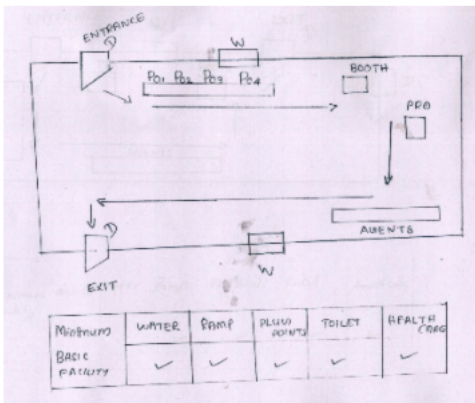 ENTRANCE
D
W
PO1 PO2 PO3 PO4
BOOTH
PRO
AGENTS
D
W
EXIT
Minimum BASIC FACILITY
WATER
RAMP
PLUG POINTS
TOILET
HEALTH CARE
✓ ✓ ✓ ✓ ✓